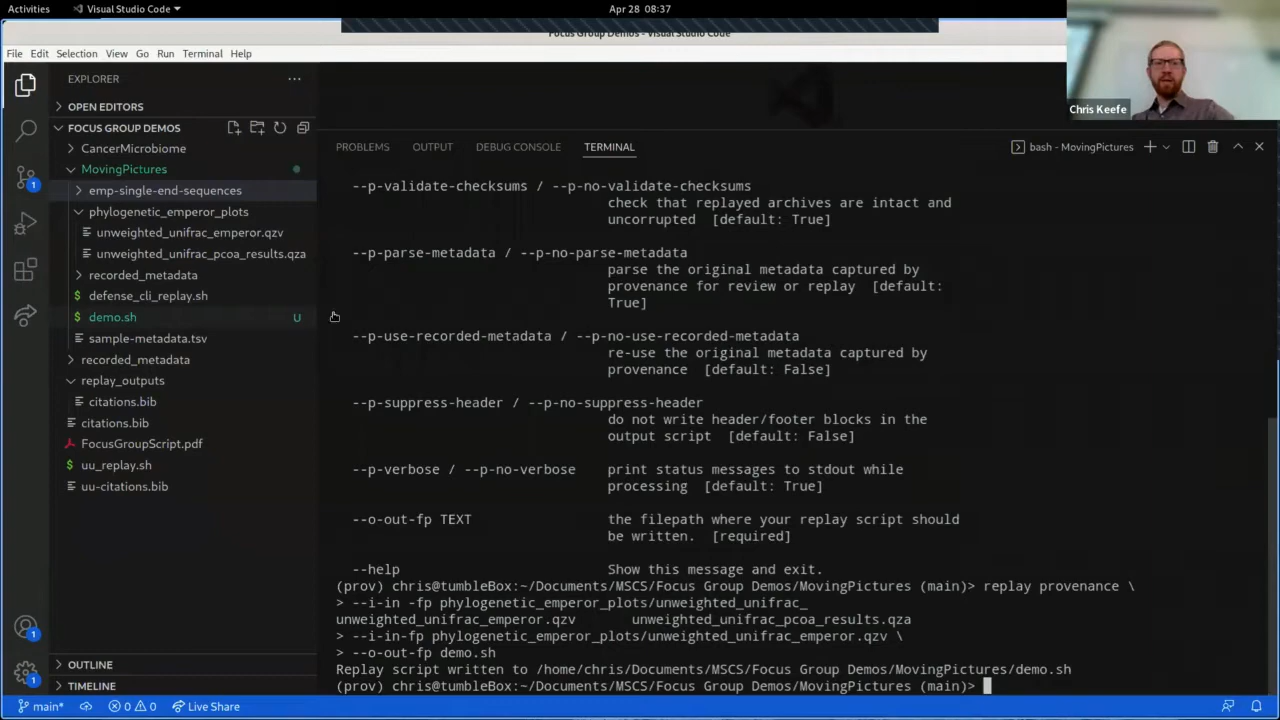 Activities
Visual Studio Code
Apr 28 08:37
Focus Group Demos - Visual Studio Code
File Edit Selection View Go Run Terminal Help
Chris Keefe
EXPLORER
OPEN EDITORS
FOCUS GROUP DEMOS
CancerMicrobiome
MovingPictures
emp-single-end-sequences
phylogenetic_emperor_plots
unweighted_unifrac_emperor.qzv
unweighted_unifrac_pcoa_results.qza
recorded_metadata
$ defense_cli_replay.sh
$ demo.sh U
sample-metadata.tsv
recorded_metadata
replay_outputs
citations.bib
citations.bib
FocusGroupScript.pdf
$ uu_replay.sh
uu-citations.bib
OUTLINE
TIMELINE
1
1
1
PROBLEMS OUTPUT DEBUG CONSOLE TERMINAL
bash - MovingPictures
--p-validate-checksums / --p-no-validate-checksums
check that replayed archives are intact and
uncorrupted [default: True]
--p-parse-metadata / --p-no-parse-metadata
parse the original metadata captured by
provenance for review or replay [default:
True]
--p-use-recorded-metadata / --p-no-use-recorded-metadata
re-use the original metadata captured by
provenance [default: False]
--p-suppress-header / --p-no-suppress-header
do not write header/footer blocks in the
output script [default: False]
--p-verbose / --p-no-verbose print status messages to stdout while
processing [default: True]
--o-out-fp TEXT the filepath where your replay script should
be written. [required]
--help Show this message and exit.
(prov) chris@tumbleBox:~/Documents/MSCS/Focus Group Demos/MovingPictures (main)> replay provenance \
> --i-in -fp phylogenetic_emperor_plots/unweighted_unifrac_
unweighted_unifrac_emperor.qzv unweighted_unifrac_pcoa_results.qza
> --i-in-fp phylogenetic_emperor_plots/unweighted_unifrac_emperor.qzv \
> --o-out-fp demo.sh
Replay script written to /home/chris/Documents/MSCS/Focus Group Demos/MovingPictures/demo.sh
(prov) chris@tumbleBox:~/Documents/MSCS/Focus Group Demos/MovingPictures (main)>
main* 0 0 Live Share